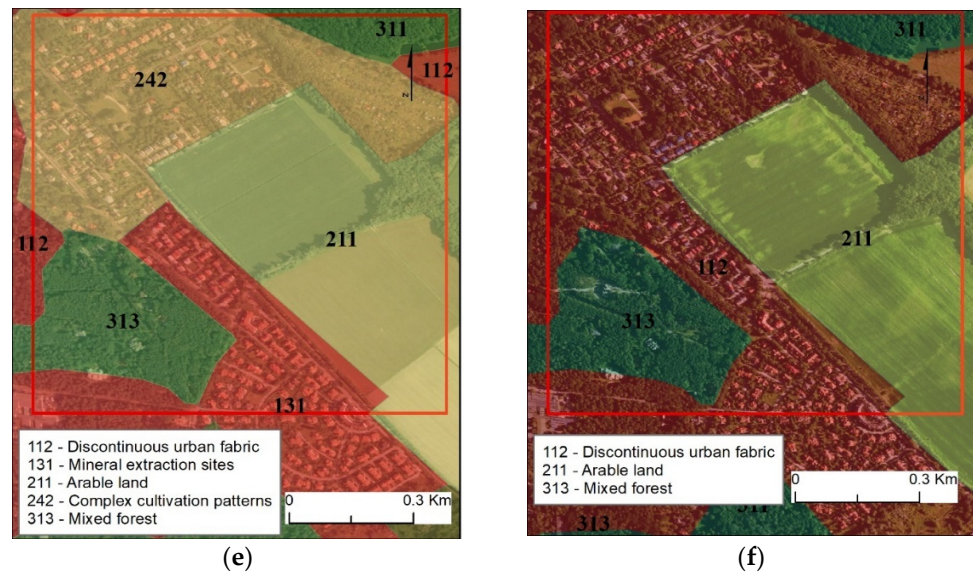 311
112
242
211
112
313
131
112 - Discontinuous urban fabric
131 - Mineral extraction sites
211 - Arable land
242 - Complex cultivation patterns
313 - Mixed forest
0 0.3 Km
(e)
311
211
112
313
112 - Discontinuous urban fabric
211 - Arable land
313 - Mixed forest
0 0.3 Km
313
311
(f)